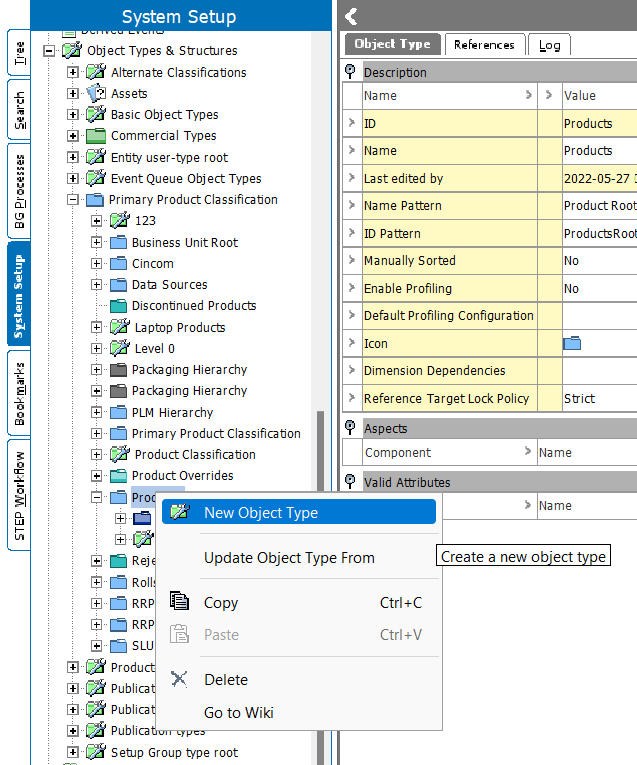 System Setup
Tree
Search
BG Processes
System Setup
Bookmarks
STEP Workflow
Derived Events
Object Types & Structures
Alternate Classifications
Assets
Basic Object Types
Commercial Types
Entity user-type root
Event Queue Object Types
Primary Product Classification
123
Business Unit Root
Cincom
Data Sources
Discontinued Products
Laptop Products
Level 0
Packaging Hierarchy
Packaging Hierarchy
PLM Hierarchy
Primary Product Classification
Product Classification
Product Overrides
Prod
Reje
Rolls
RRP
RRP
SLU
Product
Publicat
Publicat
Publication types
Setup Group type root
New Object Type
Update Object Type From
Copy Ctrl+C
Paste Ctrl+V
Delete
Go to Wiki
Create a new object type
Object Type References Log
Description
Name > > Value
> ID Products
> Name Products
> Last edited by 2022-05-27
> Name Pattern Product Root
> ID Pattern ProductsRoot
> Manually Sorted No
> Enable Profiling No
> Default Profiling Configuration
> Icon
> Dimension Dependencies
> Reference Target Lock Policy Strict
Aspects
Component > Name
Valid Attributes
> Name